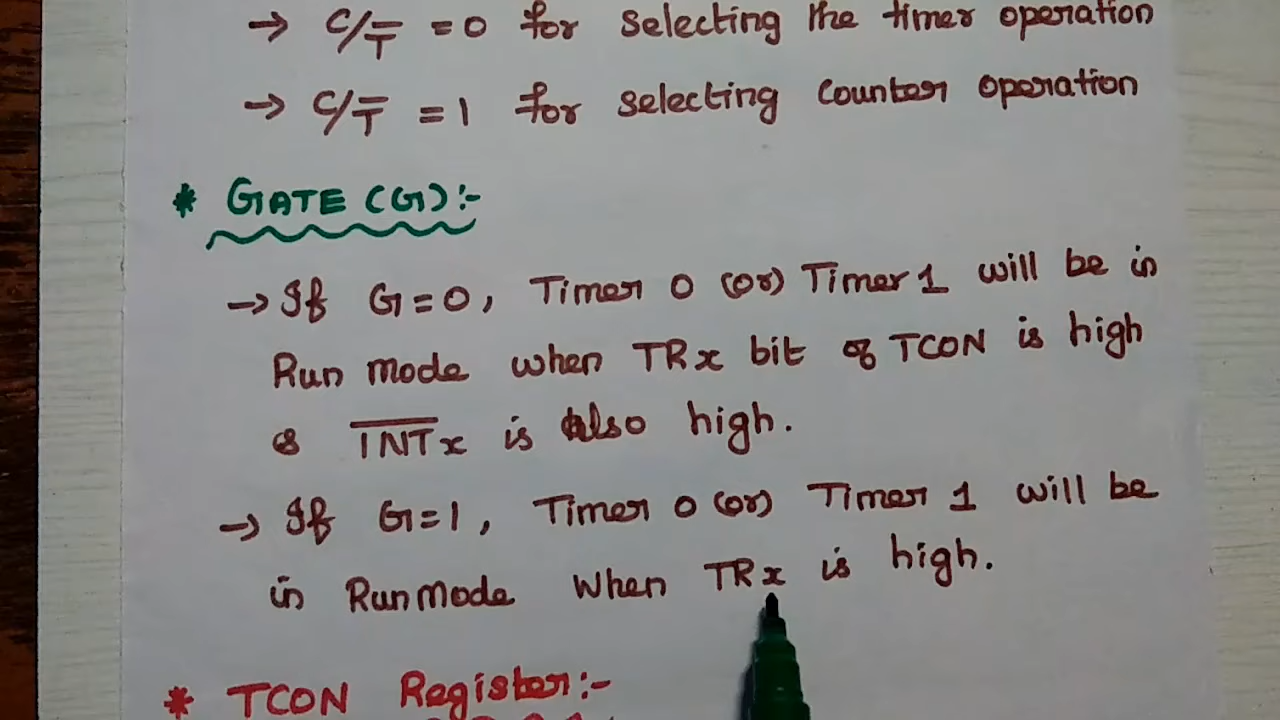 → C/T̅ = 0 for selecting the timer operation
→ C/T̅ = 1 for selecting Counter operation
* GATE (G):-
→ If G=0, Timer 0 (or) Timer 1 will be in
Run mode when TRx bit of TCON is high
& I̅N̅T̅x is also high.
→ If G=1, Timer 0 (or) Timer 1 will be
in Run mode When TRx is high.
* TCON Register:-